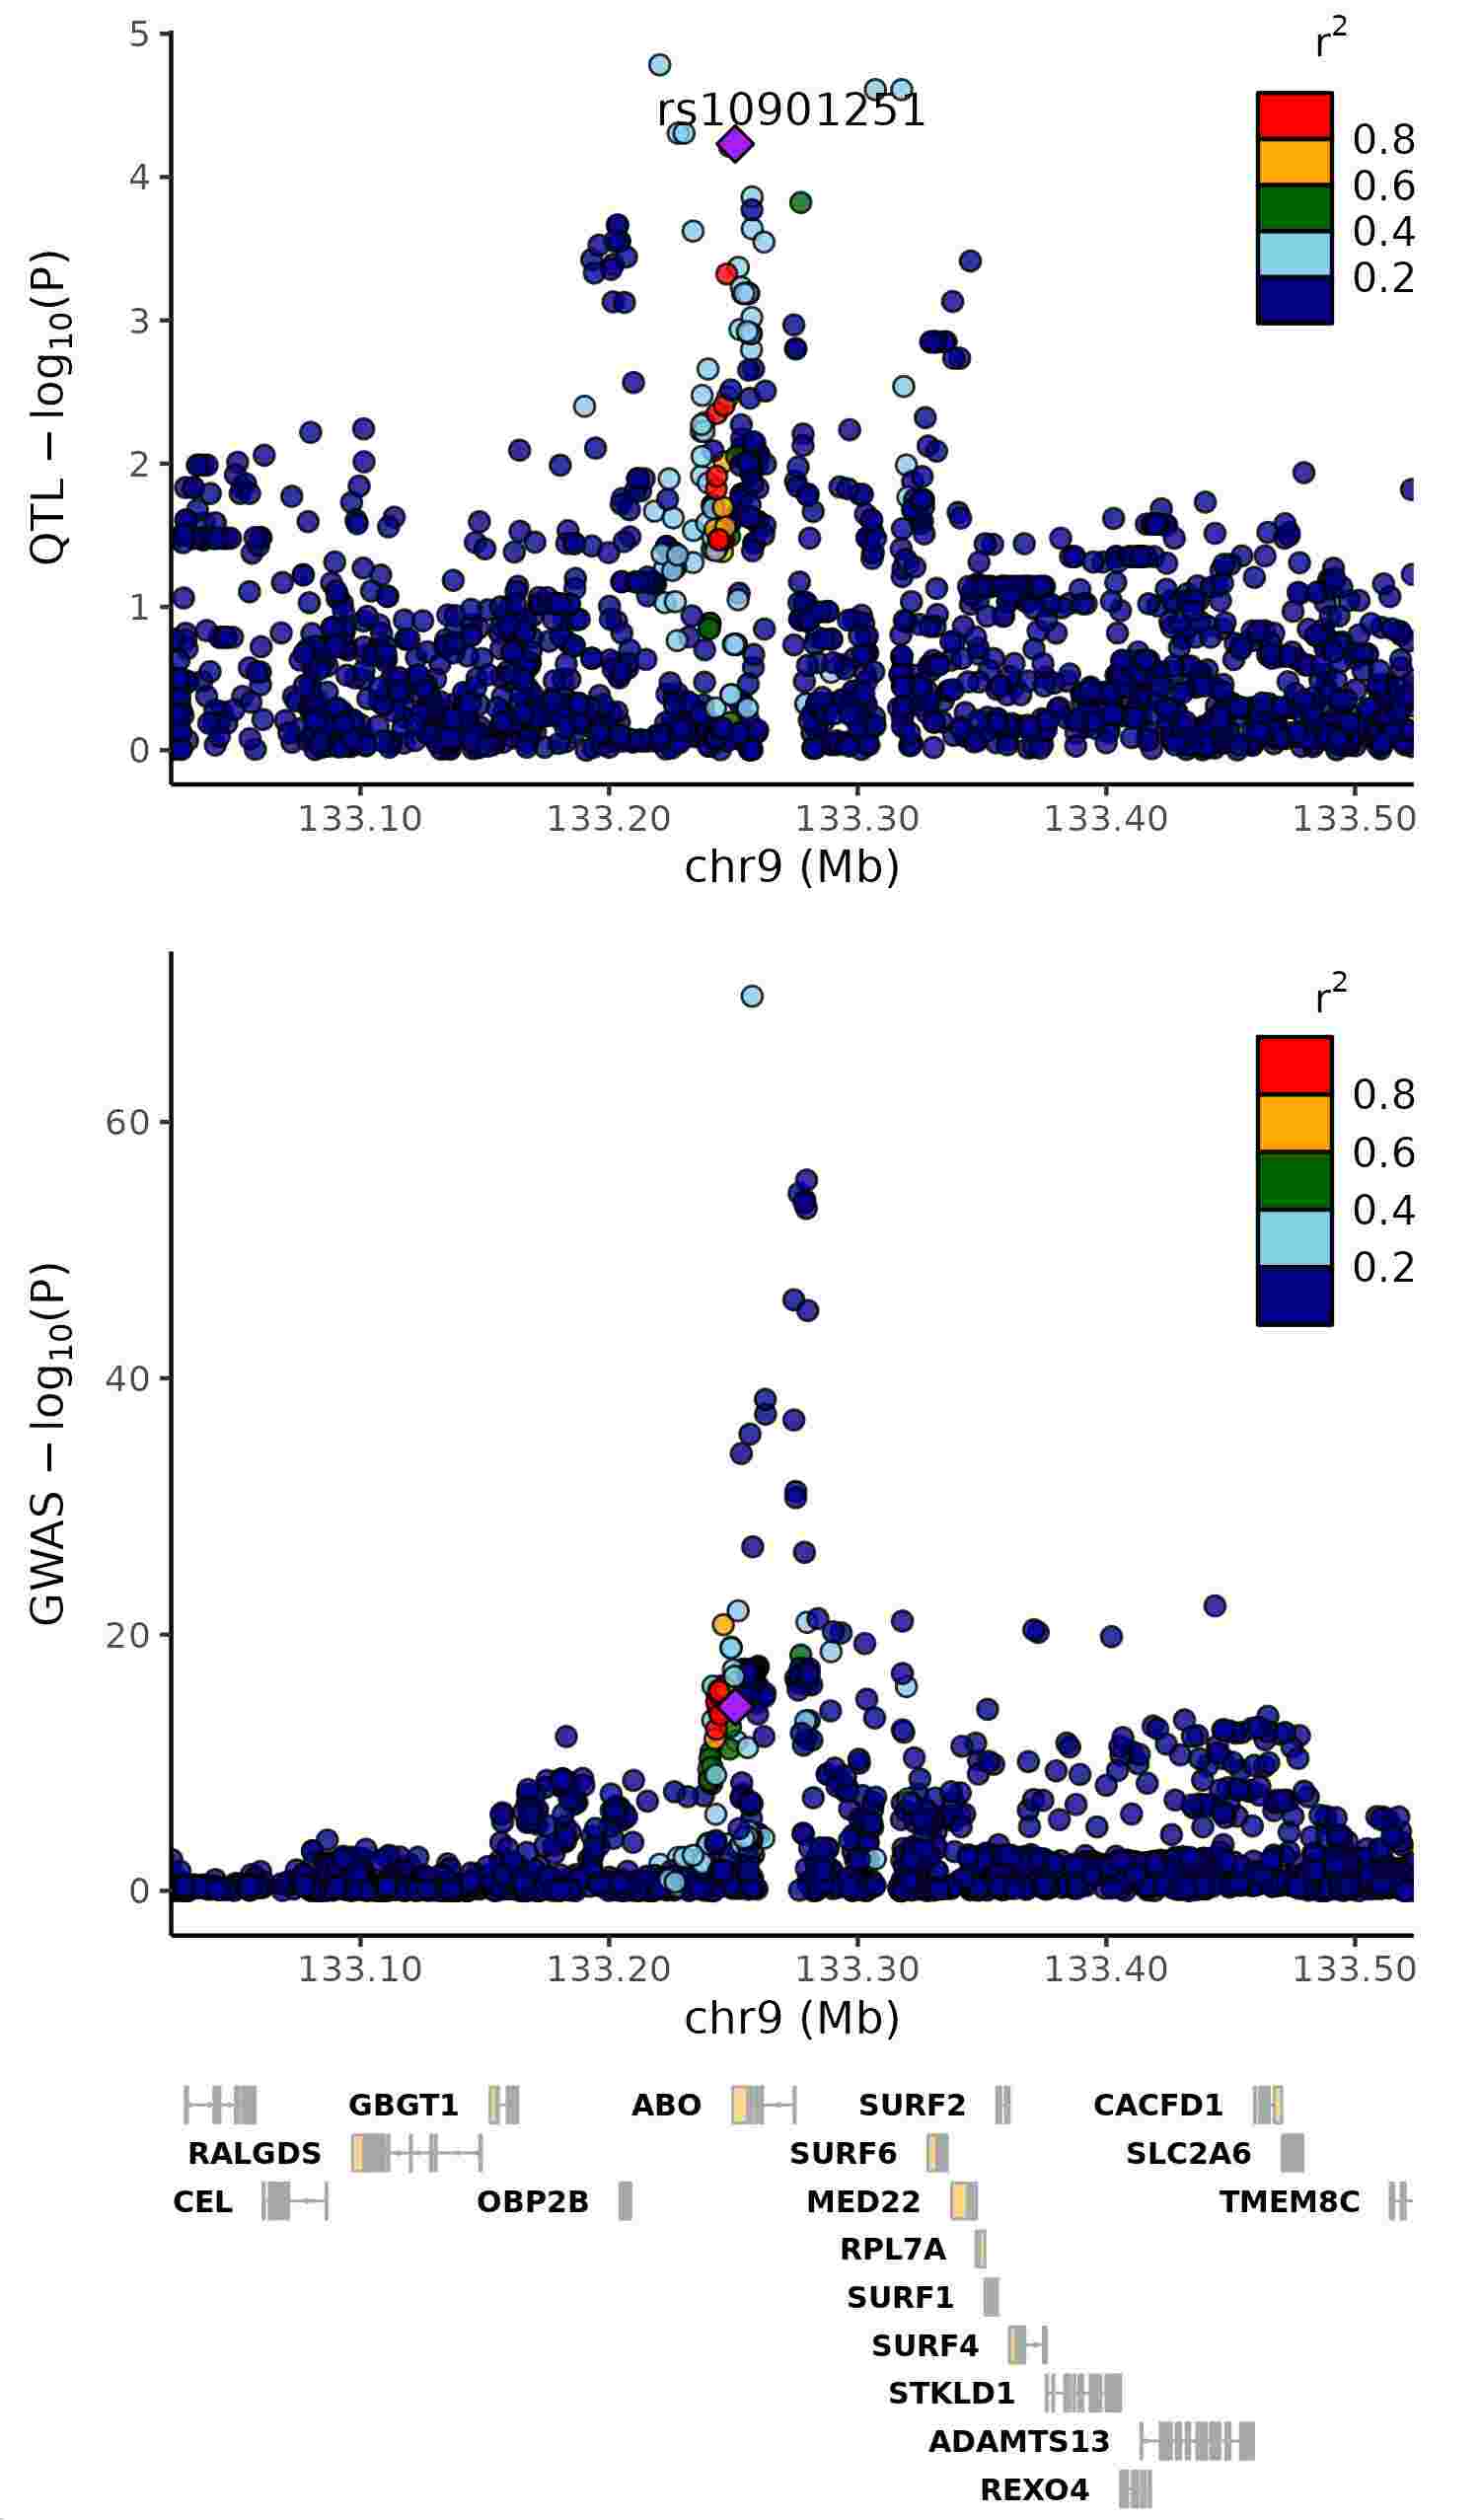 r2
5
4
3
2
1
0
QTL −log10(P)
rs10901251
0.8
0.6
0.4
0.2
133.10 133.20 133.30 133.40 133.50
chr9 (Mb)
r2
60
40
20
0
GWAS −log10(P)
0.8
0.6
0.4
0.2
133.10 133.20 133.30 133.40 133.50
chr9 (Mb)
GBGT1 ABO SURF2 CACFD1
RALGDS SURF6 SLC2A6
CEL OBP2B MED22 TMEM8C
RPL7A
SURF1
SURF4
STKLD1
ADAMTS13
REXO4